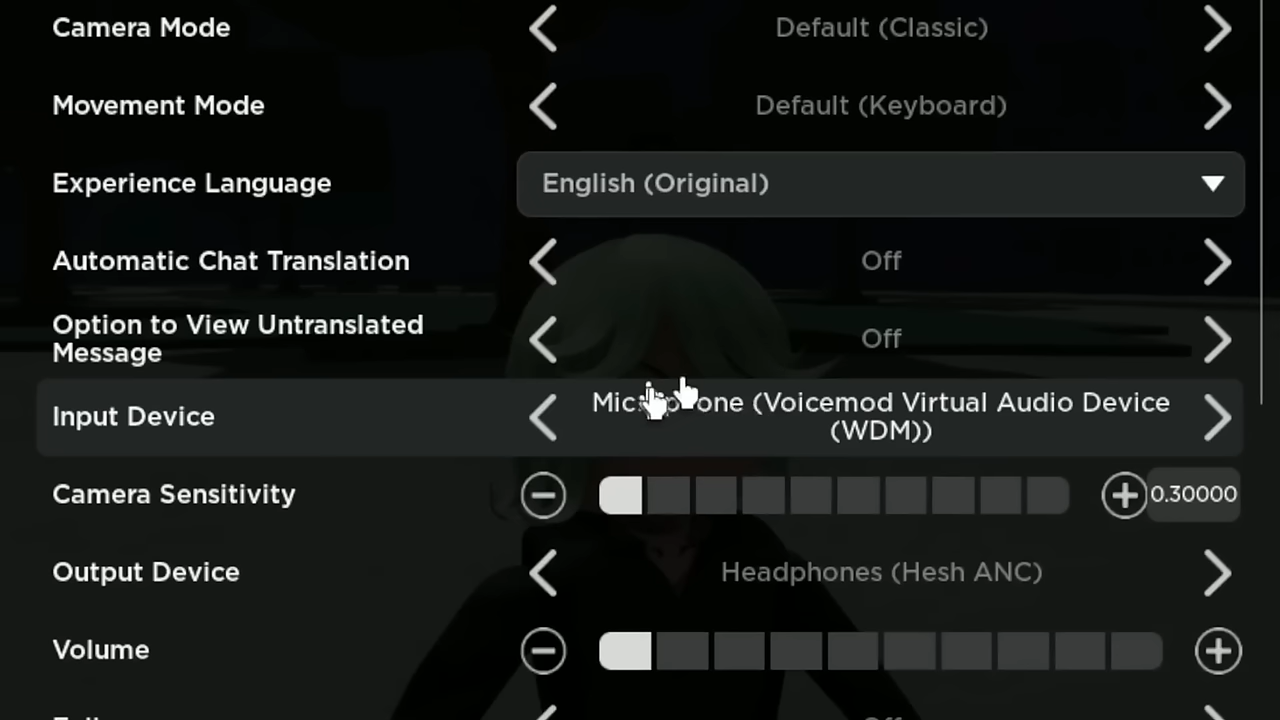 Camera Mode
Default (Classic)
Movement Mode
Default (Keyboard)
Experience Language
English (Original)
Automatic Chat Translation
Off
Option to View Untranslated
Message
Off
Input Device
(Voicemod Virtual Audio Device
(WDM))
Camera Sensitivity
0.30000
Output Device
Headphones (Hesh ANC)
Volume
Off